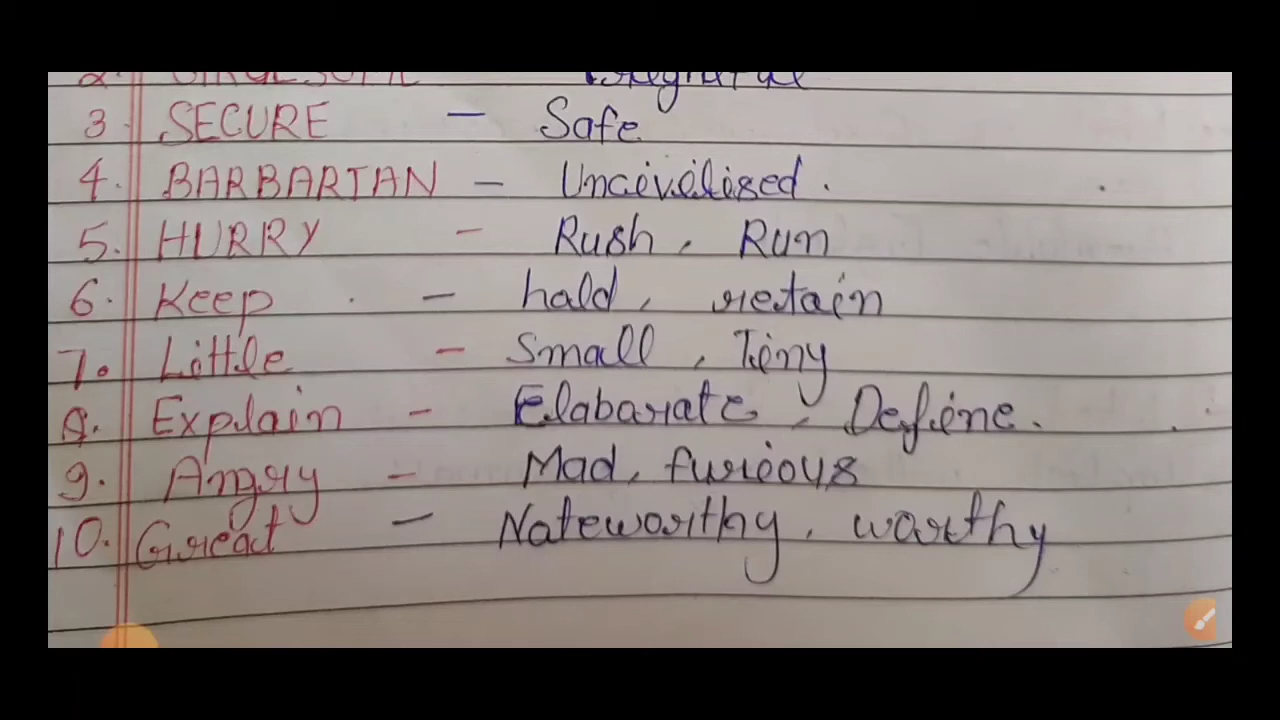 3. SECURE - Safe
4. BARBARIAN - Uncivilised.
5. HURRY - Rush, Run
6. Keep - hold, retain
7. Little - Small, Tiny
8. Explain - Elaborate, Define.
9. Angry - Mad, furious
10. Great - Noteworthy, worthy